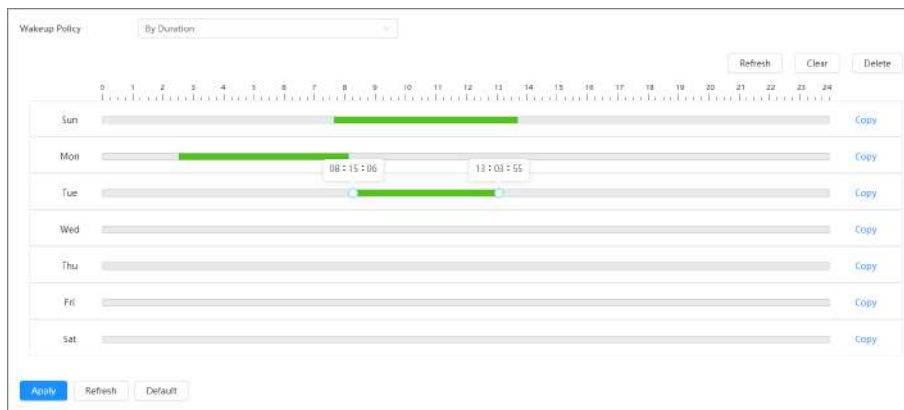 Wakeup Policy By Duration
Refresh Clear Delete
0 1 2 3 4 5 6 7 8 9 10 11 12 13 14 15 16 17 18 19 20 21 22 23 24
Sun Copy
Mon Copy
08 : 15 : 06 13 : 03 : 55
Tue Copy
Wed Copy
Thu Copy
Fri Copy
Sat Copy
Apply Refresh Default